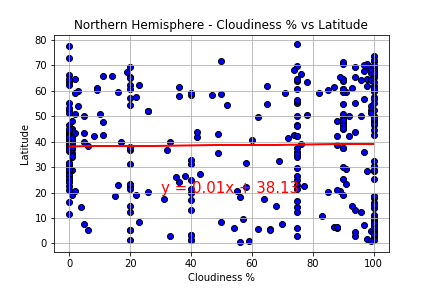 Northern Hemisphere - Cloudiness % vs Latitude
80
70
60
50
40
30
20
10
0
Latitude
y = 0.01x + 38.13
0 20 40 60 80 100
Cloudiness %